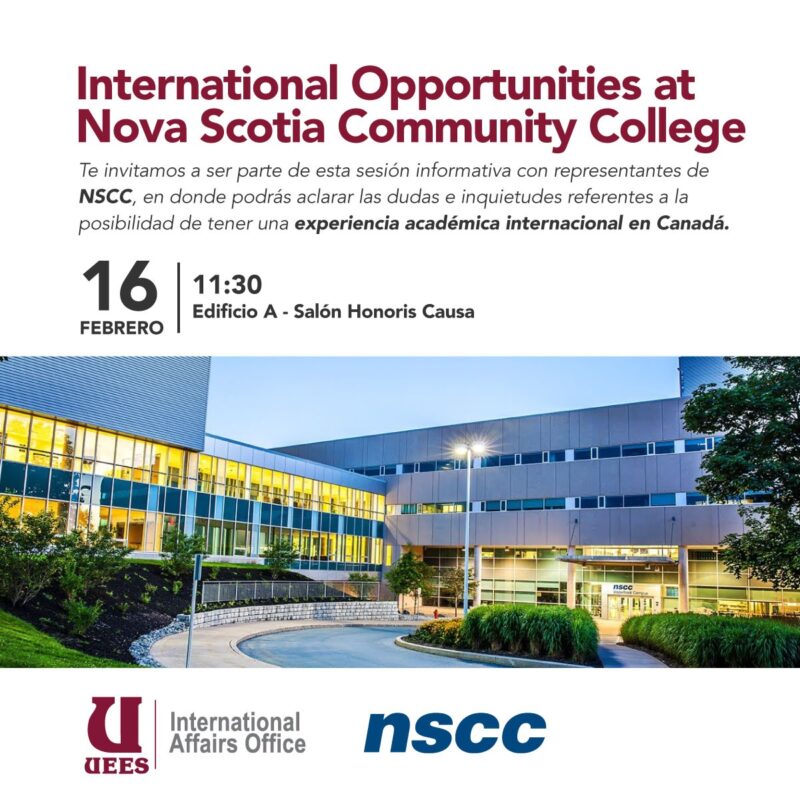 International Opportunities at
Nova Scotia Community College
Te invitamos a ser parte de esta sesión informativa con representantes de
NSCC, en donde podrás aclarar las dudas e inquietudes referentes a la
posibilidad de tener una experiencia académica internacional en Canadá.
16
FEBRERO
11:30
Edificio A - Salón Honoris Causa
nscc
Campus
U
UEES
International
Affairs Office
nscc